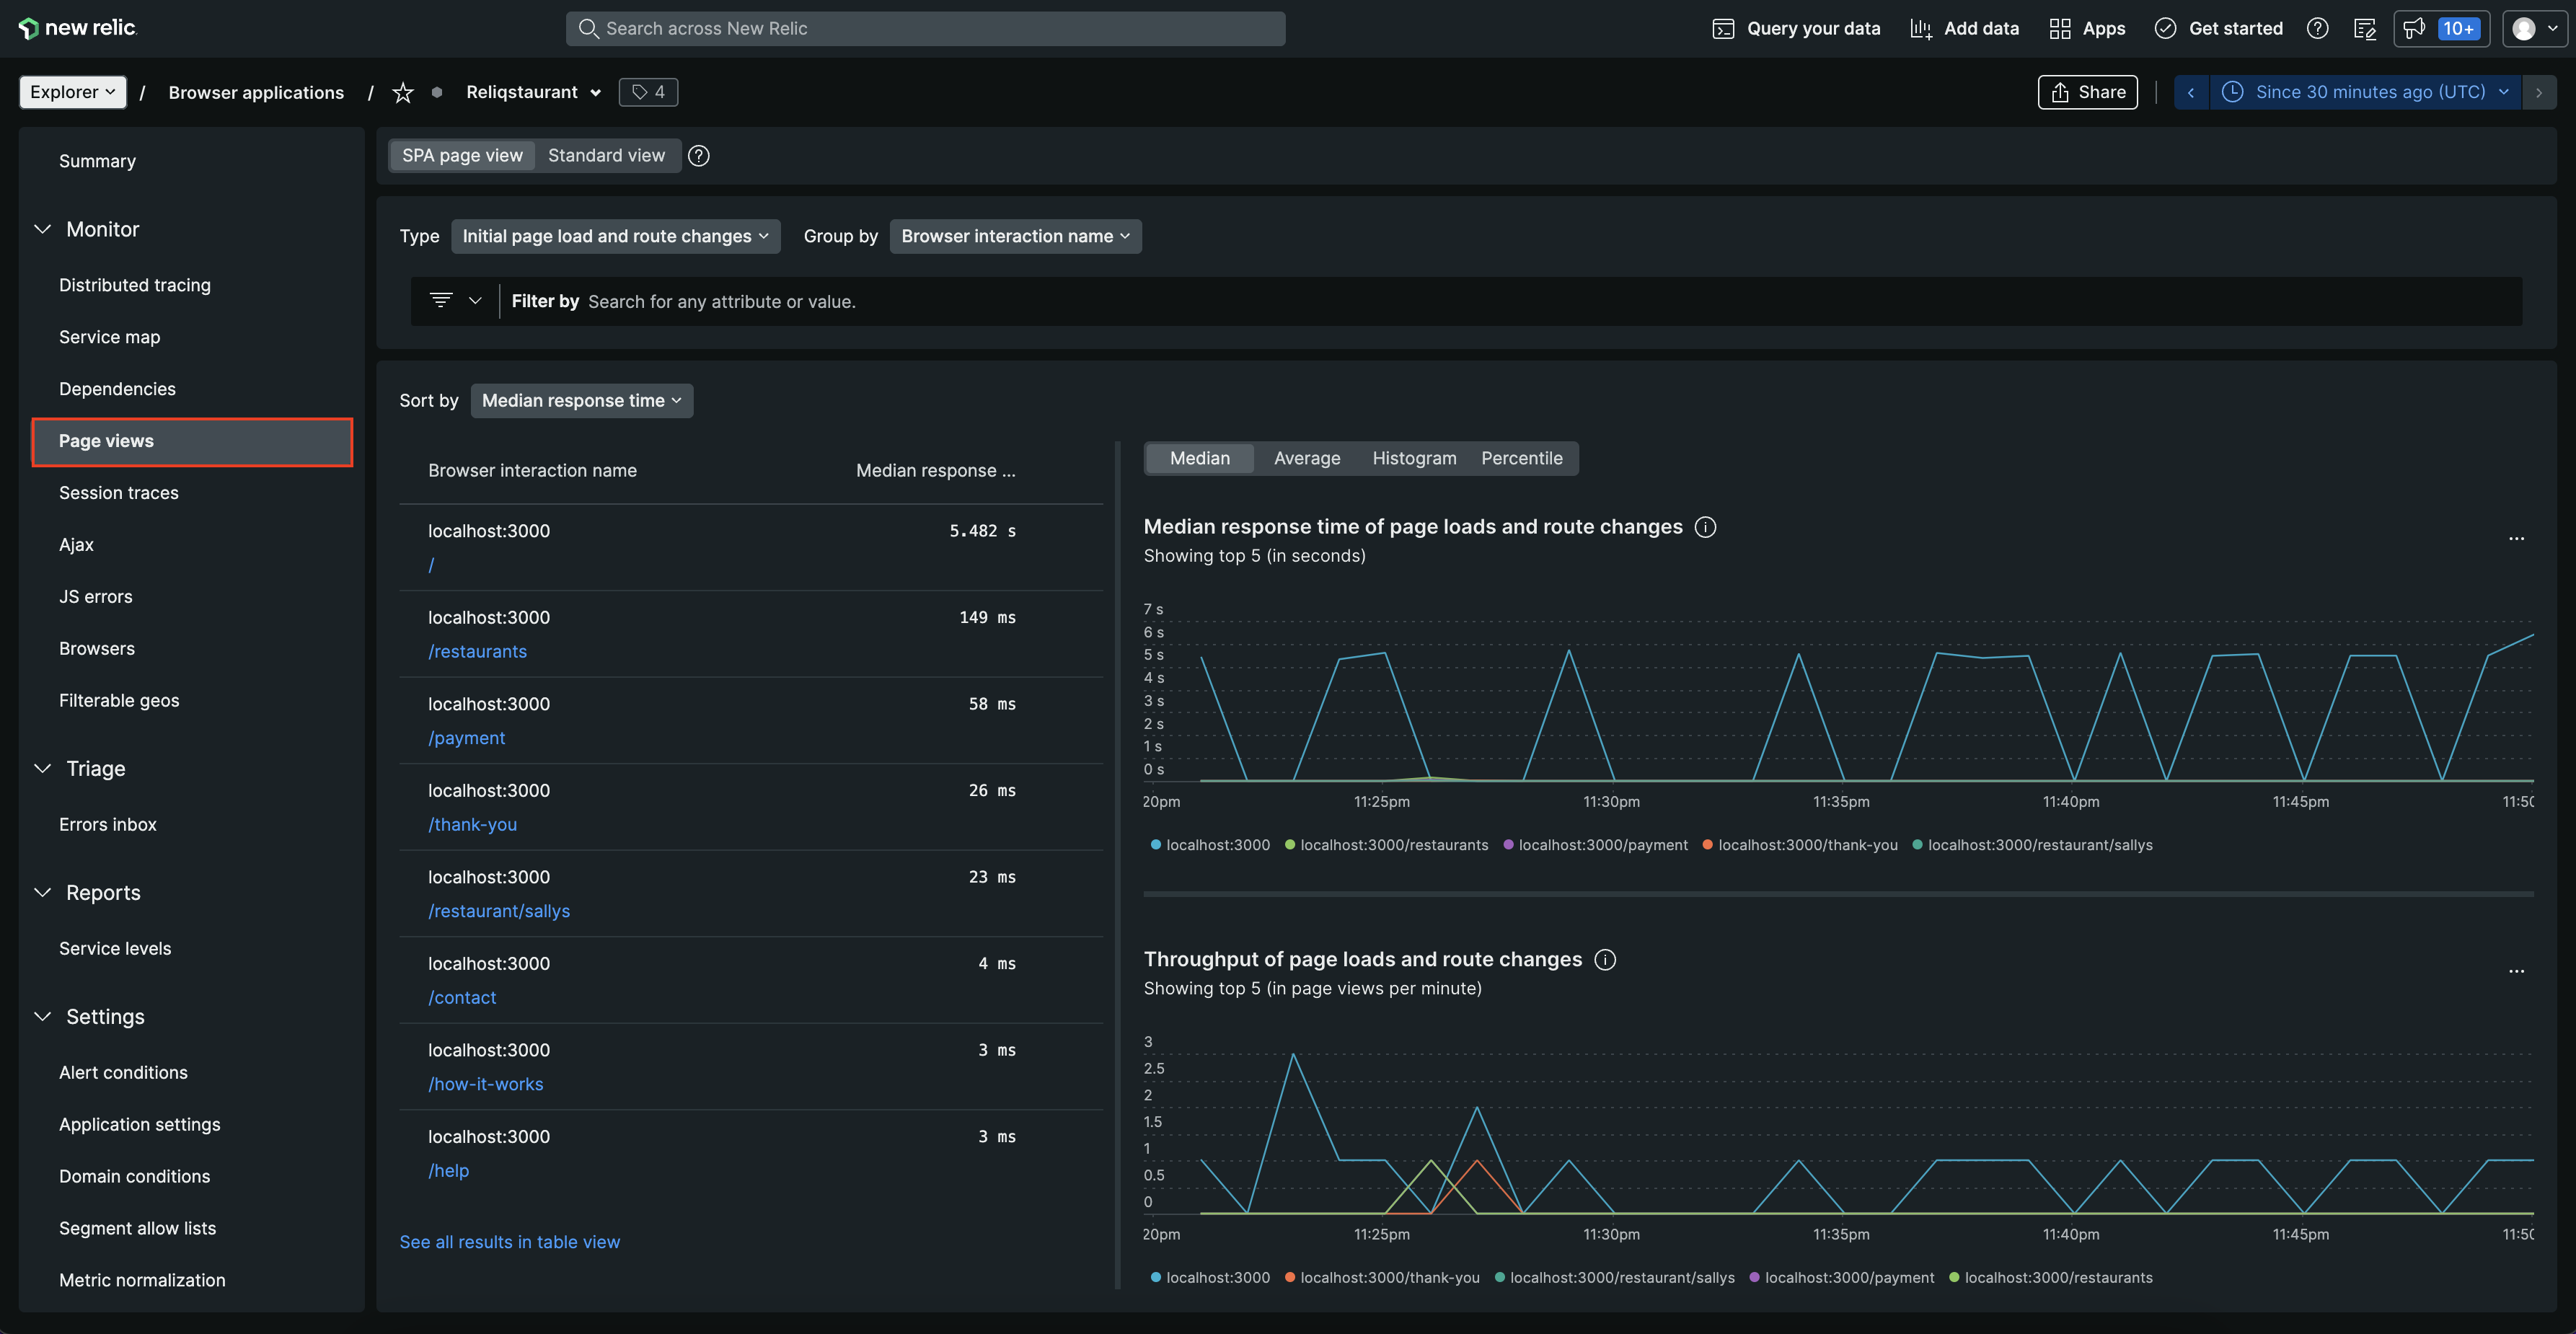 new relic
Search across New Relic
Query your data
Add data
Apps
Get started
10+
Explorer / Browser applications / Reliqstaurant 4
Share
Since 30 minutes ago (UTC)
Summary
Monitor
Distributed tracing
Service map
Dependencies
Page views
Session traces
Ajax
JS errors
Browsers
Filterable geos
Triage
Errors inbox
Reports
Service levels
Settings
Alert conditions
Application settings
Domain conditions
Segment allow lists
Metric normalization
SPA page view Standard view
Type Initial page load and route changes Group by Browser interaction name
Filter by Search for any attribute or value.
Sort by Median response time
Browser interaction name Median response ...
localhost:3000 5.482 s
/
localhost:3000 149 ms
/restaurants
localhost:3000 58 ms
/payment
localhost:3000 26 ms
/thank-you
localhost:3000 23 ms
/restaurant/sallys
localhost:3000 4 ms
/contact
localhost:3000 3 ms
/how-it-works
localhost:3000 3 ms
/help
See all results in table view
Median Average Histogram Percentile
Median response time of page loads and route changes
Showing top 5 (in seconds)
7 s
6 s
5 s
4 s
3 s
2 s
1 s
0 s
20pm 11:25pm 11:30pm 11:35pm 11:40pm 11:45pm 11:50
localhost:3000 localhost:3000/restaurants localhost:3000/payment localhost:3000/thank-you localhost:3000/restaurant/sallys
Throughput of page loads and route changes
Showing top 5 (in page views per minute)
3
2.5
2
1.5
1
0.5
0
20pm 11:25pm 11:30pm 11:35pm 11:40pm 11:45pm 11:50
localhost:3000 localhost:3000/thank-you localhost:3000/restaurant/sallys localhost:3000/payment localhost:3000/restaurants